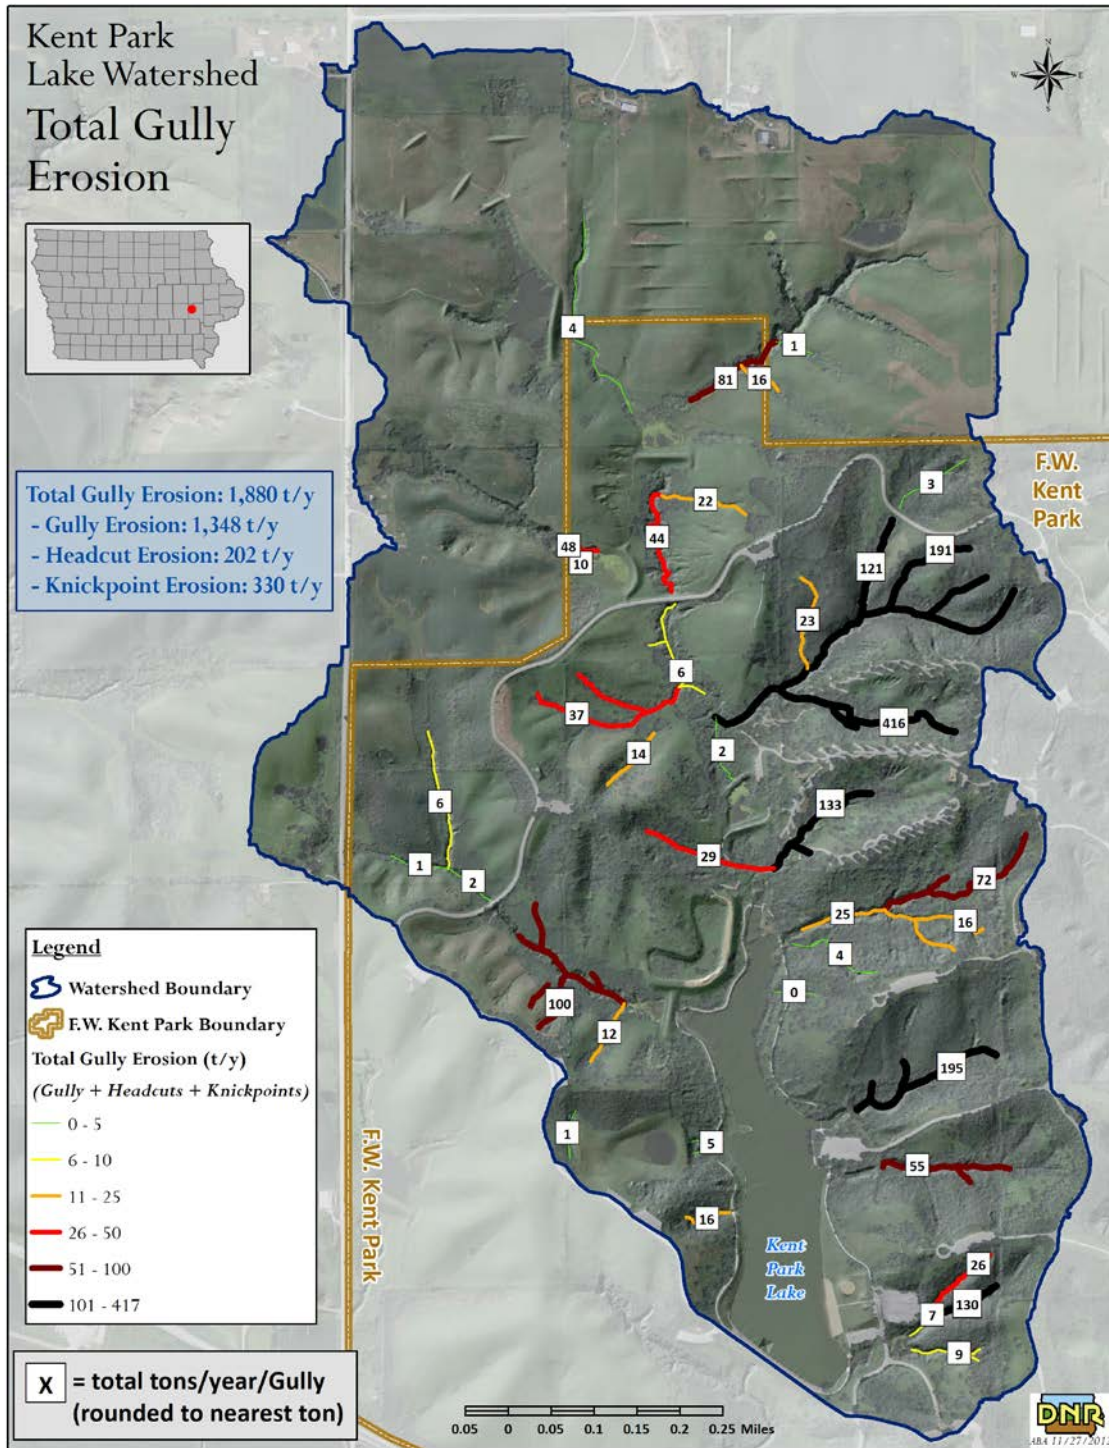 Kent Park
Lake Watershed
Total Gully
Erosion
N
W
E
S
Total Gully Erosion: 1,880 t/y
- Gully Erosion: 1,348 t/y
- Headcut Erosion: 202 t/y
- Knickpoint Erosion: 330 t/y
4
1
81
16
F.W.
Kent
Park
3
22
44
48
10
191
121
23
6
37
416
14
2
6
133
29
1
2
72
25
16
4
0
100
12
195
1
5
55
16
Kent
Park
Lake
26
130
7
9
F.W. Kent Park
Legend
Watershed Boundary
F.W. Kent Park Boundary
Total Gully Erosion (t/y)
(Gully + Headcuts + Knickpoints)
0 - 5
6 - 10
11 - 25
26 - 50
51 - 100
101 - 417
X = total tons/year/Gully
(rounded to nearest ton)
0.05 0 0.05 0.1 0.15 0.2 0.25 Miles
DNR